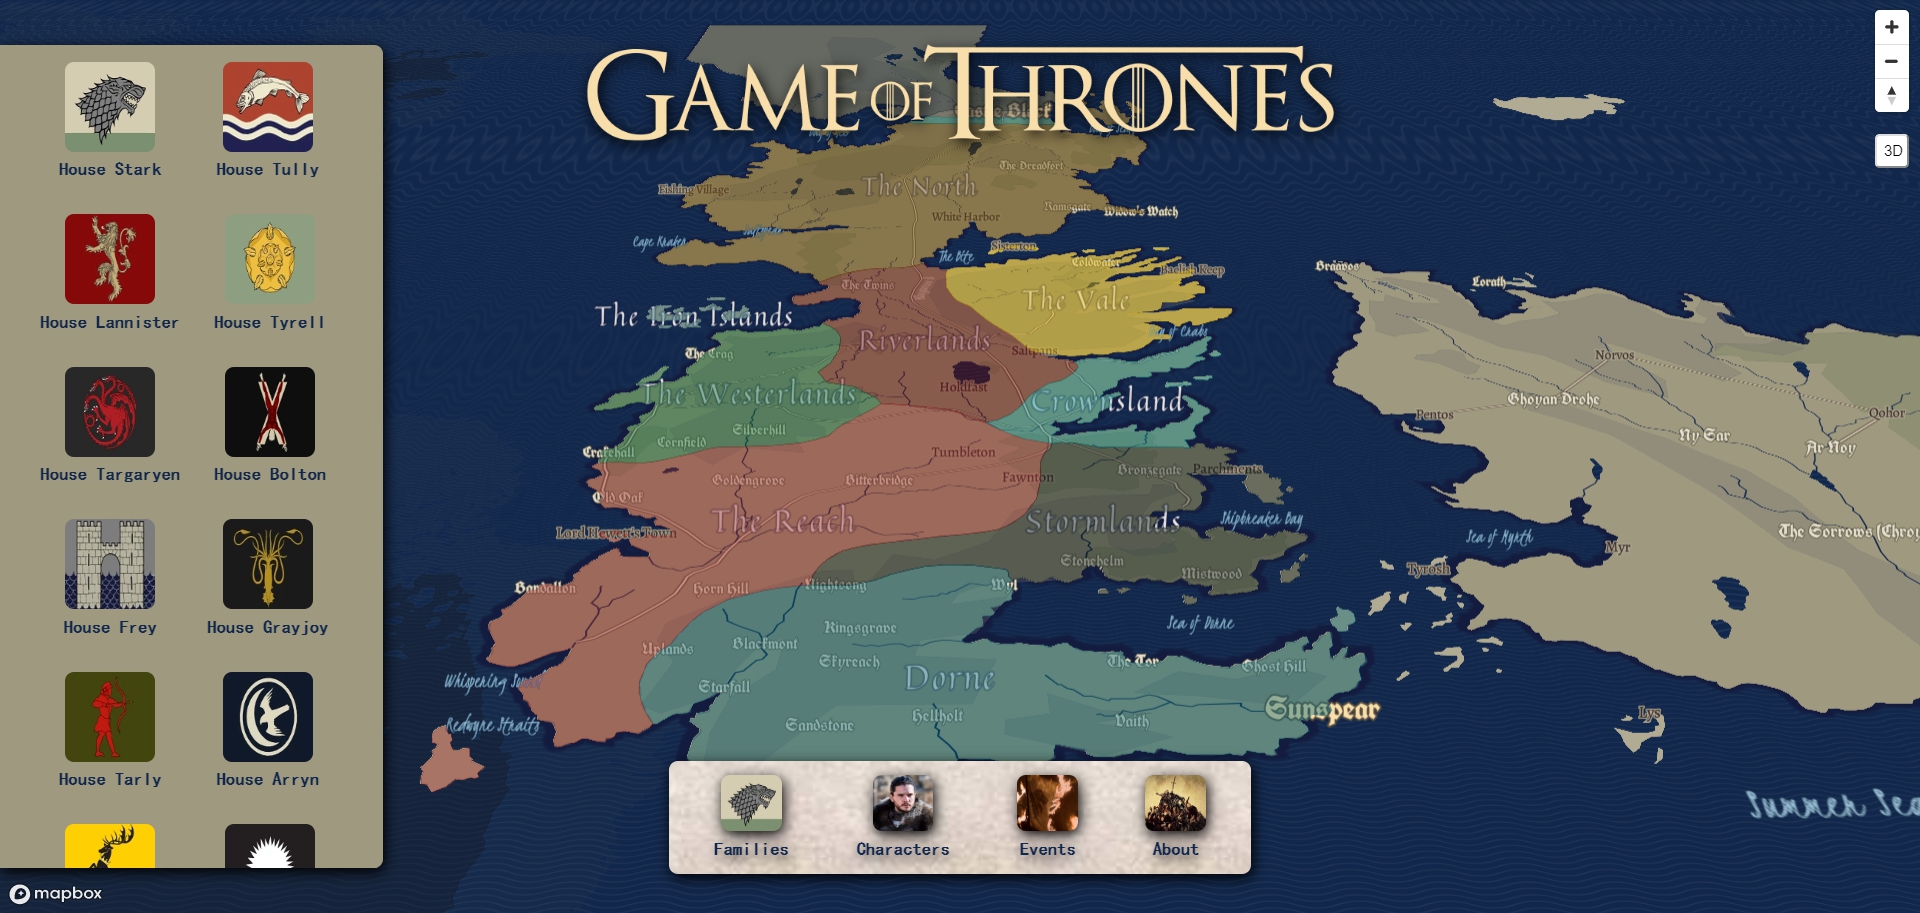 GAME OF THRONES
House Stark
House Tully
House Lannister
House Tyrell
House Targaryen
House Bolton
House Frey
House Grayjoy
House Tarly
House Arryn
mapbox
3D
The Dreadfort
The North
Fishing Village
Ramsgate
Widow's Watch
White Harbor
Cape Kraken
Sisterton
The Bite
Coldwater
Baelish Keep
The Twins
The Vale
The Iron Islands
Riverlands
Saltpans
The Crag
Holdfast
The Westerlands
Crownsland
Silverhill
Cornfield
Crakehall
Tumbleton
Bronzegate
Parchments
Goldengrove
Bitterbridge
Fawnton
Old Oak
The Reach
Stormlands
Shipbreaker Bay
Lord Hewett's Town
Stonehelm
Mistwood
Bandallon
Horn Hill
Nightsong
Wyl
Sea of Dorne
Kingsgrave
Blackmont
Uplands
Skyreach
The Tor
Ghost Hill
Whispering Sound
Starfall
Dorne
Sunspear
Redwyne Straits
Sandstone
Hellholt
Vaith
Braavos
Lorath
Norvos
Ghoyan Drohe
Pentos
Qohor
Ny Sar
Ar Noy
The Sorrows (Chroy
Sea of Myrth
Myr
Tyrosh
Lys
Summer Sea
Families
Characters
Events
About